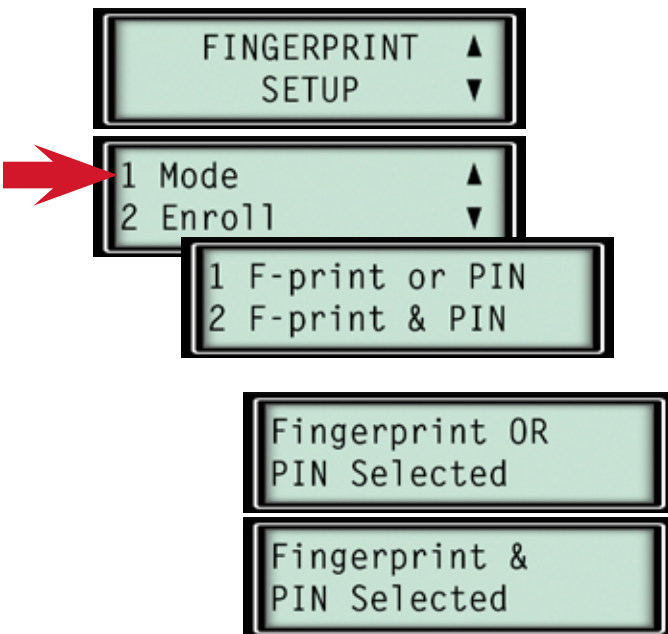 FINGERPRINT ▲
SETUP ▼
1 Mode ▲
2 Enroll ▼
1 F-print or PIN
2 F-print & PIN
Fingerprint OR
PIN Selected
Fingerprint &
PIN Selected